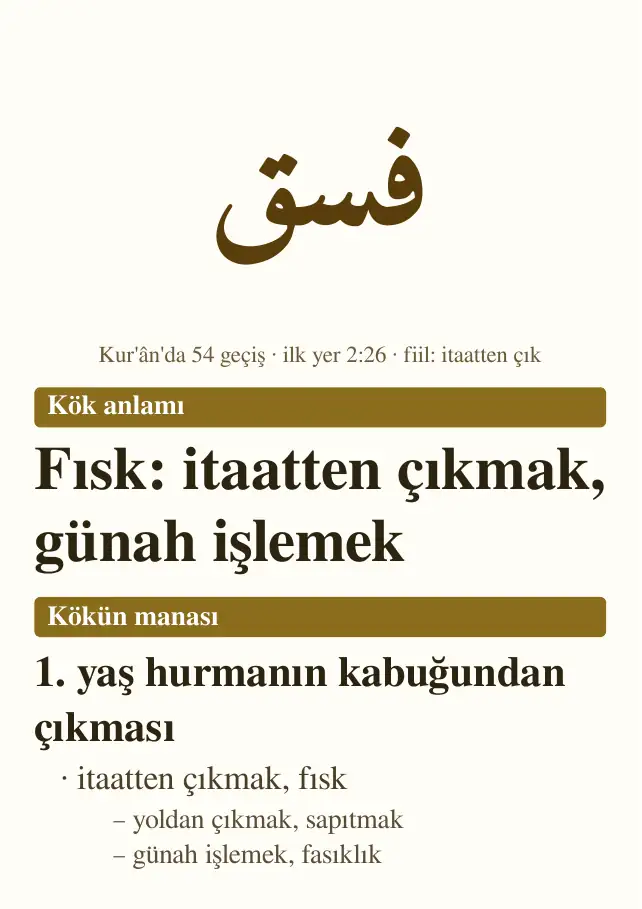 فسق
Kur'ân'da 54 geçiş · ilk yer 2:26 · fiil: itaatten çık
Kök anlamı
Fısk: itaatten çıkmak,
günah işlemek
Kökün manası
1. yaş hurmanın kabuğundan
çıkması
· itaatten çıkmak, fısk
– yoldan çıkmak, sapıtmak
– günah işlemek, fasıklık